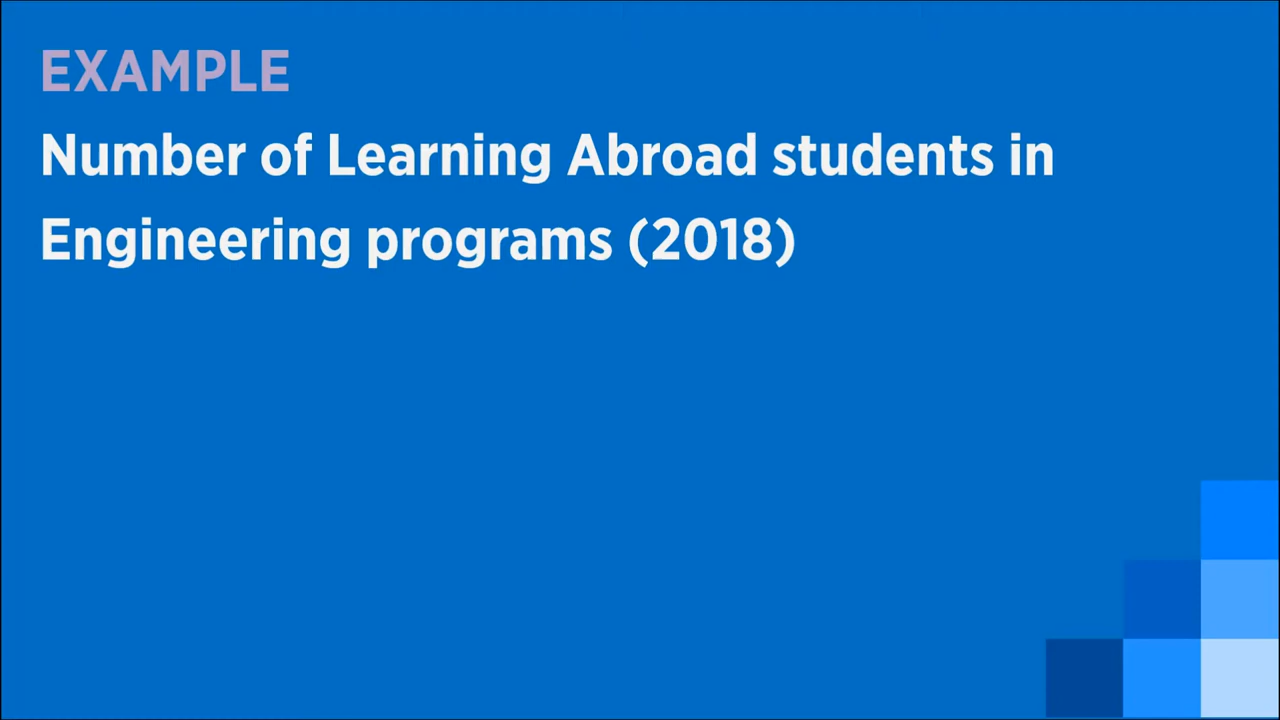 EXAMPLE
Number of Learning Abroad students in
Engineering programs (2018)